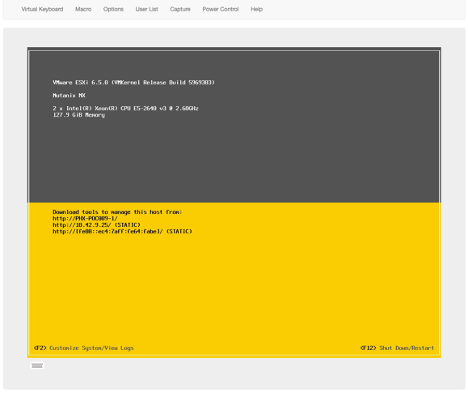 Virtual Keyboard Macro Options User List Capture Power Control Help
VMware ESXi 6.5.0 (VMKernel Release Build 5969303)
Nutanix NX
2 x Intel(R) Xeon(R) CPU E5-2640 v3 @ 2.60GHz
127.9 GiB Memory
Download tools to manage this host from:
http://PHX-POC009-1/
http://10.42.9.25/ (STATIC)
http://[fe80::ec4:7aff:fe64:fabe]/ (STATIC)
<F2> Customize System/View Logs
<F12> Shut Down/Restart